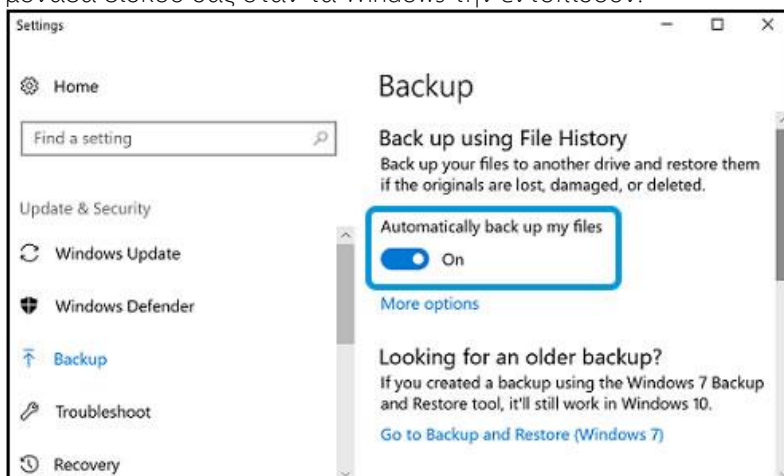 Settings
Home
Find a setting
Update & Security
Windows Update
Windows Defender
Backup
Troubleshoot
Recovery
Backup
Back up using File History
Back up your files to another drive and restore them
if the originals are lost, damaged, or deleted.
Automatically back up my files
On
More options
Looking for an older backup?
If you created a backup using the Windows 7 Backup
and Restore tool, it'll still work in Windows 10.
Go to Backup and Restore (Windows 7)